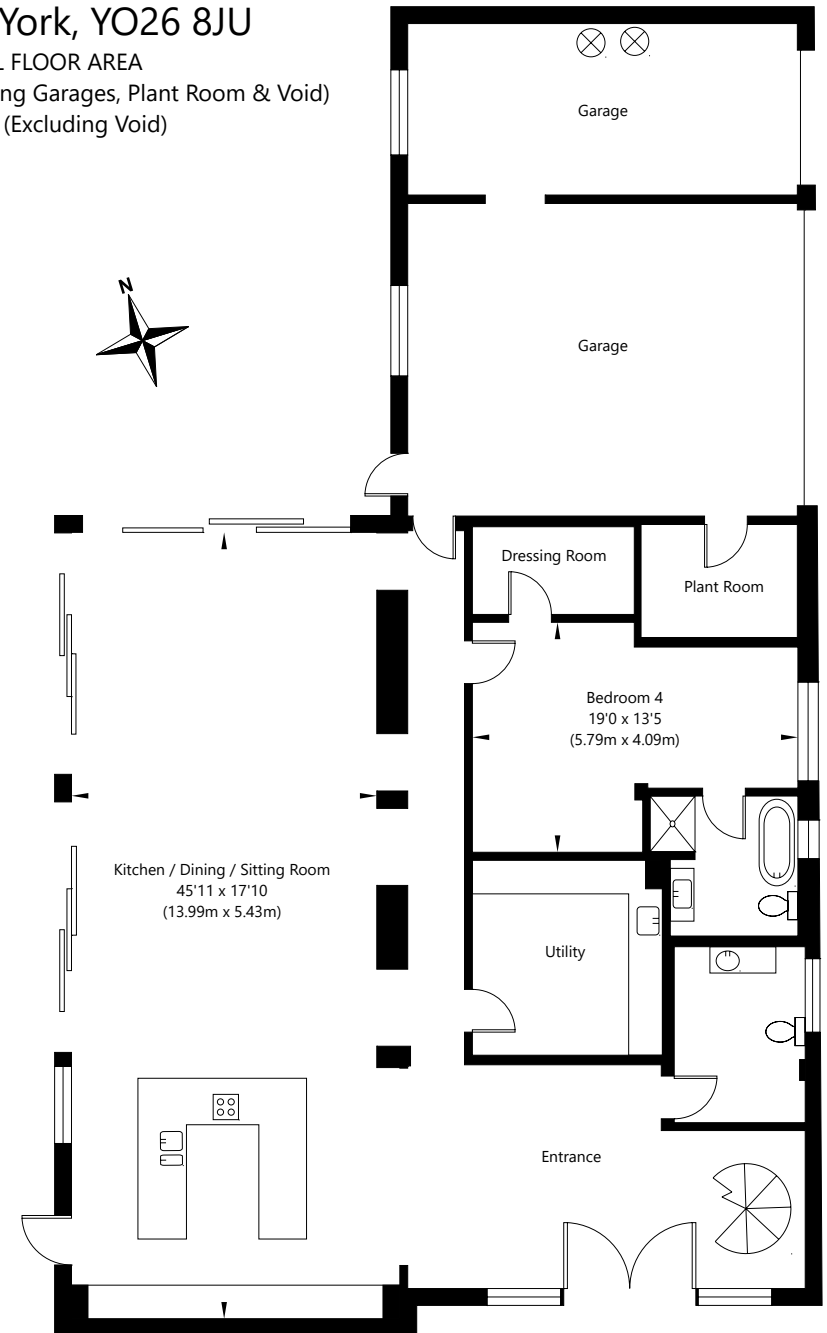 York, YO26 8JU
FLOOR AREA
ng Garages, Plant Room & Void)
(Excluding Void)
Garage
N
Garage
Dressing Room
Plant Room
Bedroom 4
19'0 x 13'5
(5.79m x 4.09m)
Kitchen / Dining / Sitting Room
45'11 x 17'10
(13.99m x 5.43m)
Utility
Entrance